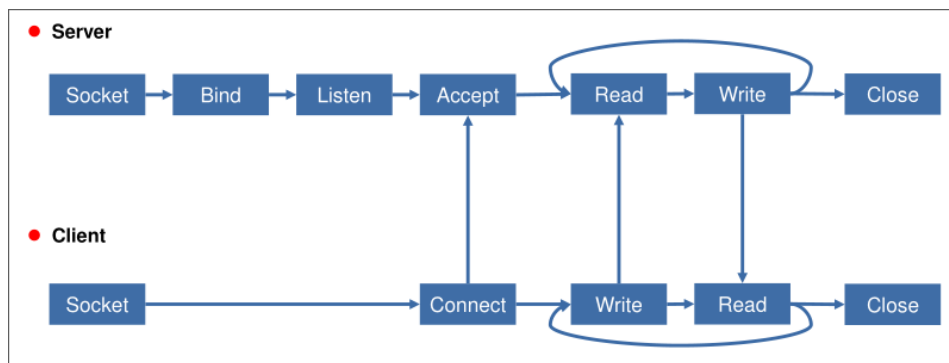 Server
Socket Bind Listen Accept Read Write Close
Client
Socket Connect Write Read Close